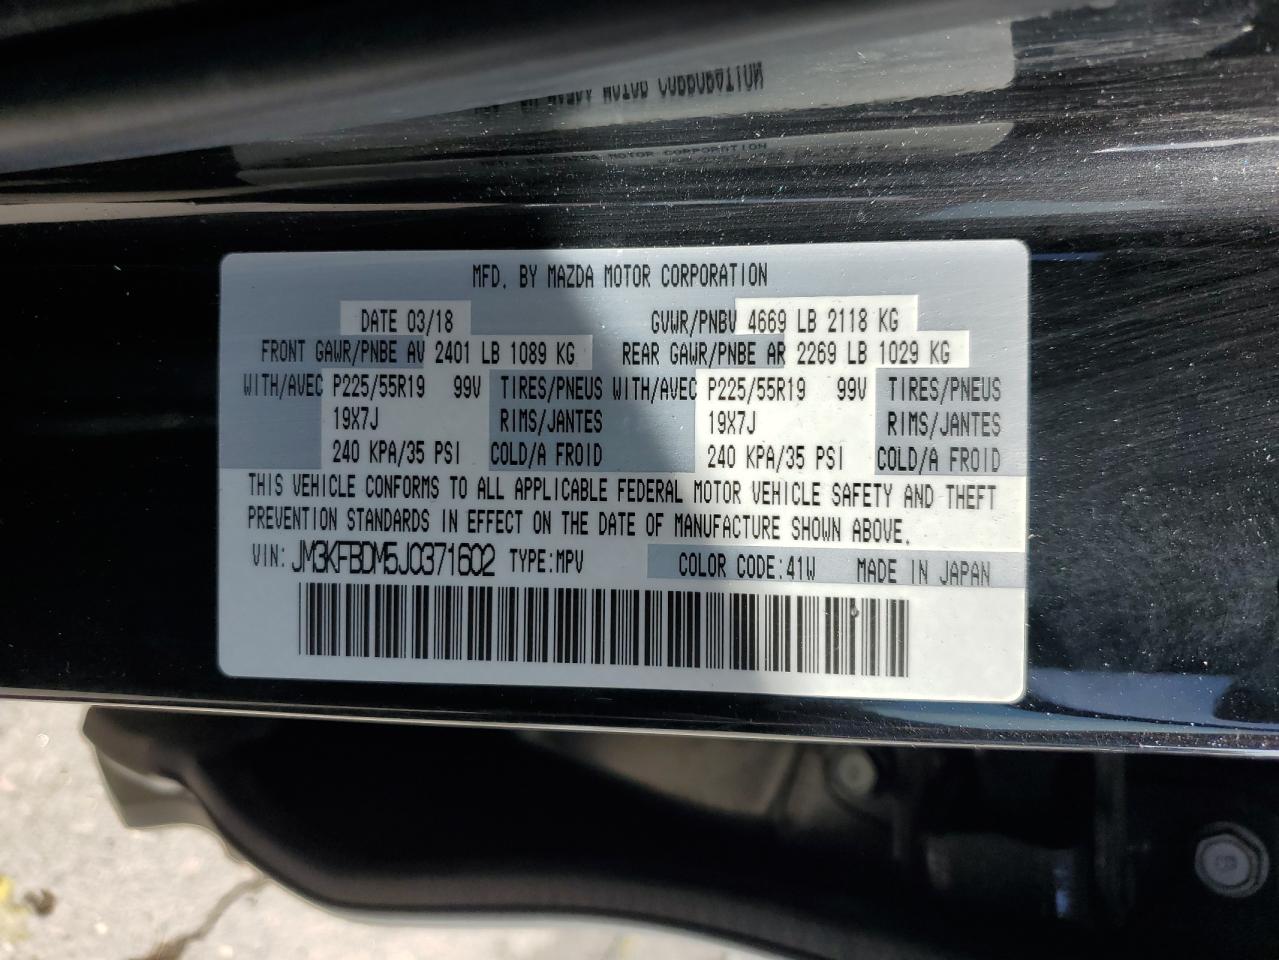 MFD. BY MAZDA MOTOR CORPORATION
DATE 03/18 GVWR/PNBV 4669 LB 2118 KG
FRONT GAWR/PNBE AV 2401 LB 1089 KG REAR GAWR/PNBE AR 2269 LB 1029 KG
WITH/AVEC P225/55R19 99V TIRES/PNEUS WITH/AVEC P225/55R19 99V TIRES/PNEUS
19X7J RIMS/JANTES 19X7J RIMS/JANTES
240 KPA/35 PSI COLD/A FROID 240 KPA/35 PSI COLD/A FROID
THIS VEHICLE CONFORMS TO ALL APPLICABLE FEDERAL MOTOR VEHICLE SAFETY AND THEFT
PREVENTION STANDARDS IN EFFECT ON THE DATE OF MANUFACTURE SHOWN ABOVE.
VIN: JM3KFBDM5J0371602 TYPE:MPV COLOR CODE:41W MADE IN JAPAN